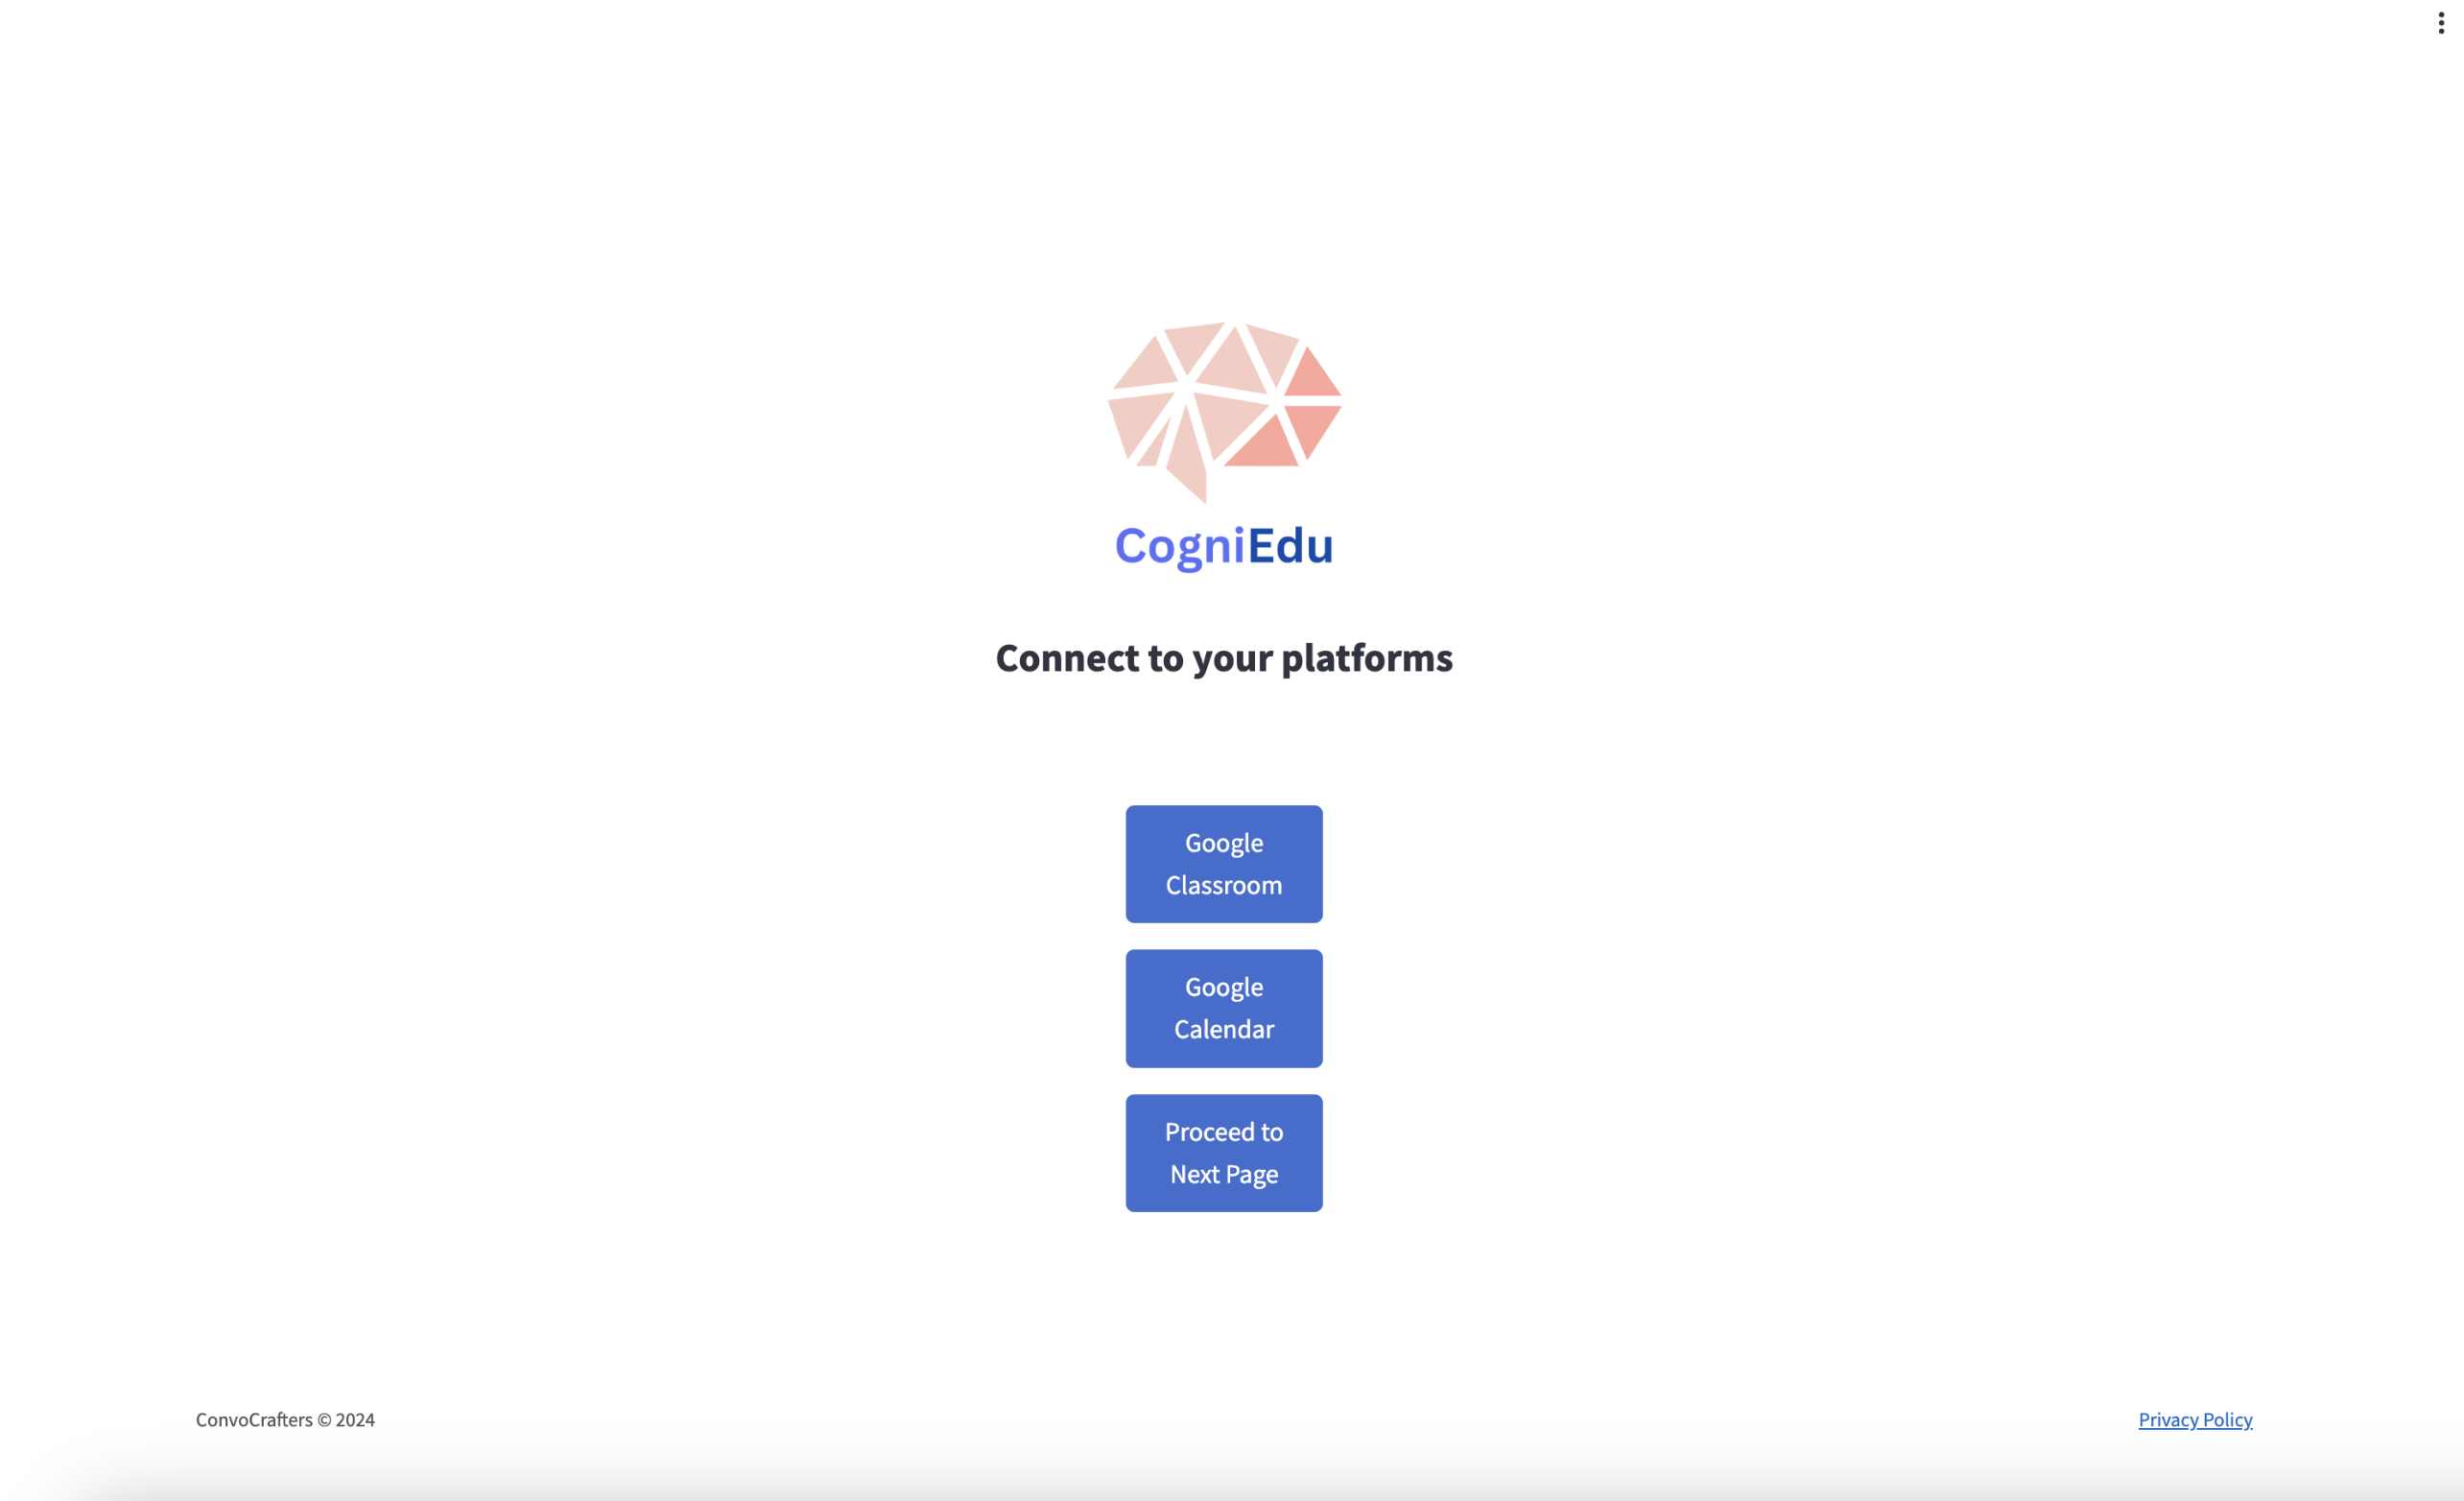 CogniEdu
Connect to your platforms
Google
Classroom
Google
Calendar
Proceed to
Next Page
ConvoCrafters © 2024
Privacy Policy